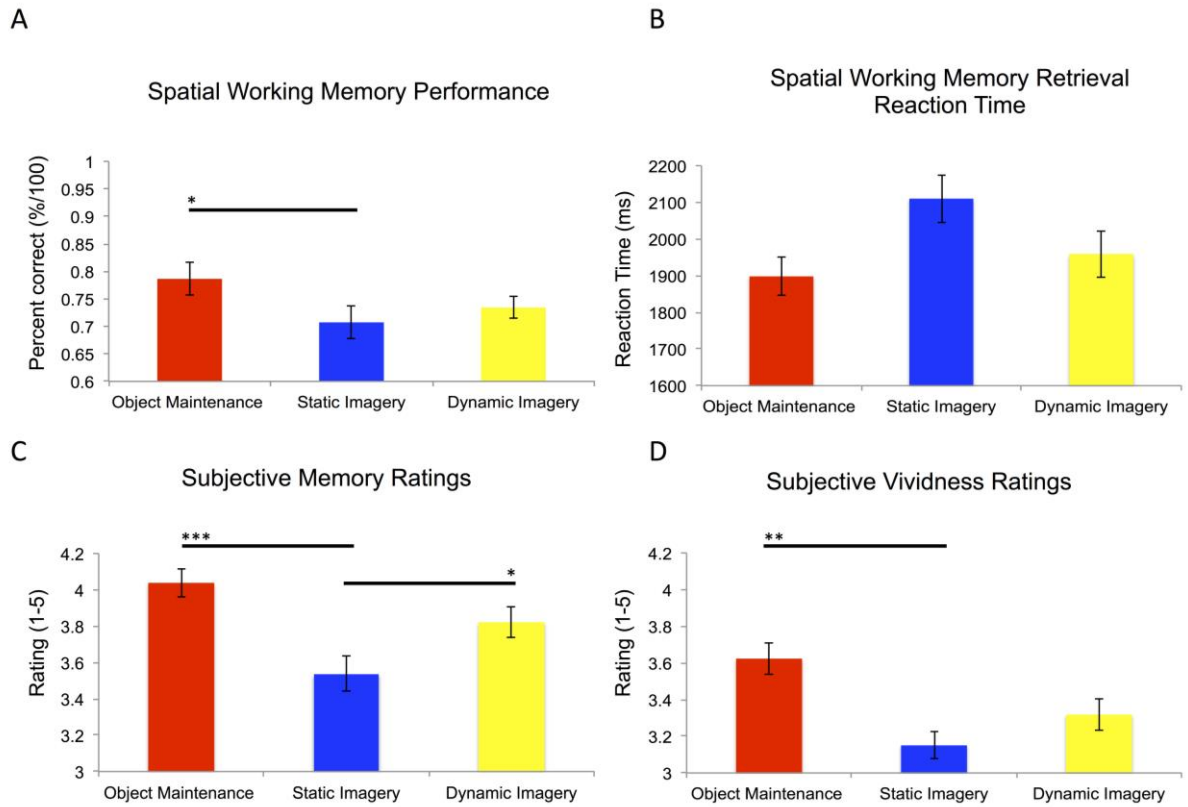 A
Spatial Working Memory Performance
Percent correct (%/100)
1
0.95
0.9
0.85
0.8
0.75
0.7
0.65
0.6
*
Object Maintenance
Static Imagery
Dynamic Imagery
B
Spatial Working Memory Retrieval
Reaction Time
Reaction Time (ms)
2200
2100
2000
1900
1800
1700
1600
Object Maintenance
Static Imagery
Dynamic Imagery
C
Subjective Memory Ratings
Rating (1-5)
4.2
4
3.8
3.6
3.4
3.2
3
***
*
Object Maintenance
Static Imagery
Dynamic Imagery
D
Subjective Vividness Ratings
Rating (1-5)
4.2
4
3.8
3.6
3.4
3.2
3
**
Object Maintenance
Static Imagery
Dynamic Imagery